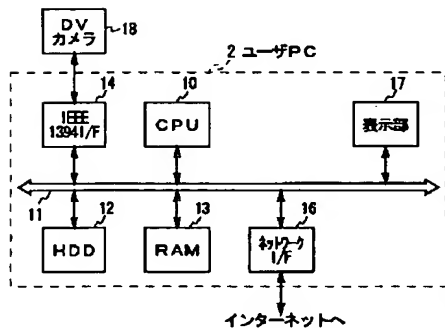 DV
カメラ
18
2 ユーザPC
14
IEEE
1394I/F
10
CPU
17
表示部
11
12
HDD
13
RAM
16
ネットワーク
I/F
インターネットへ